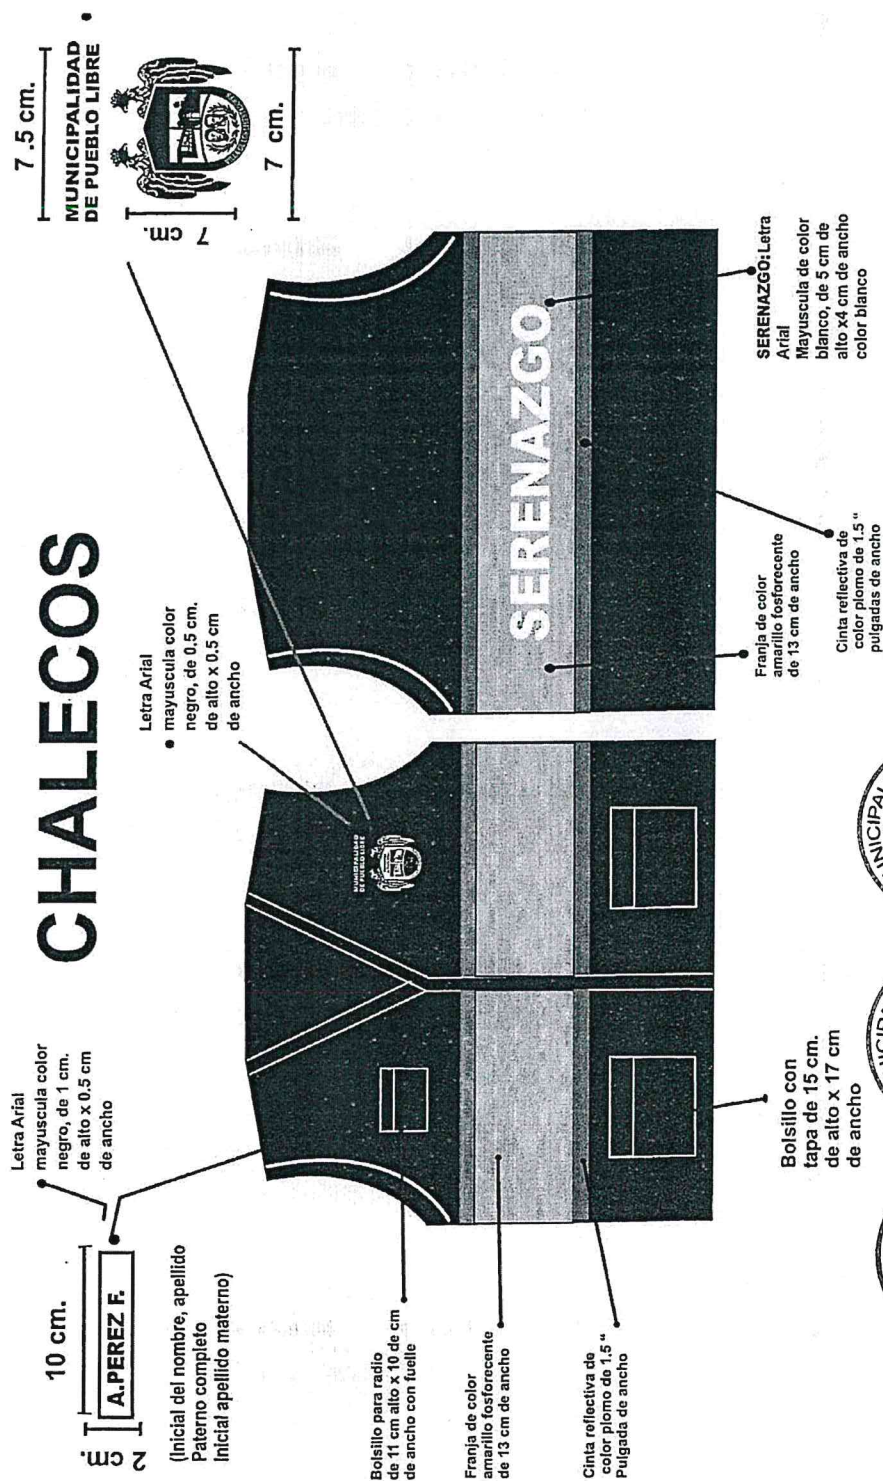 CHALECOS
10 cm.
2 cm.
A.PEREZ F.
(Inicial del nombre, apellido
Paterno completo
Inicial apellido materno)
Letra Arial
mayuscula color
negro, de 1 cm.
de alto x 0.5 cm
de ancho
Letra Arial
mayuscula color
negro, de 0,5 cm.
de alto x 0.5 cm
de ancho
7 .5 cm.
MUNICIPALIDAD
DE PUEBLO LIBRE
7 cm.
7 cm.
MUNICIPALIDAD
DE PUEBLO LIBRE
SERENAZGO
Bolsillo para radio
de 11 cm alto x 10 de cm
de ancho con fuelle
Franja de color
amarillo fosforecente
de 13 cm de ancho
Cinta reflectiva de
color plomo de 1.5 “
Pulgada de ancho
Bolsillo con
tapa de 15 cm.
de alto x 17 cm
de ancho
Franja de color
amarillo fosforecente
de 13 cm de ancho
Cinta reflectiva de
color plomo de 1.5 “
pulgadas de ancho
SERENAZGO: Letra
Arial
Mayuscula de color
blanco, de 5 cm de
alto x4 cm de ancho
color blanco